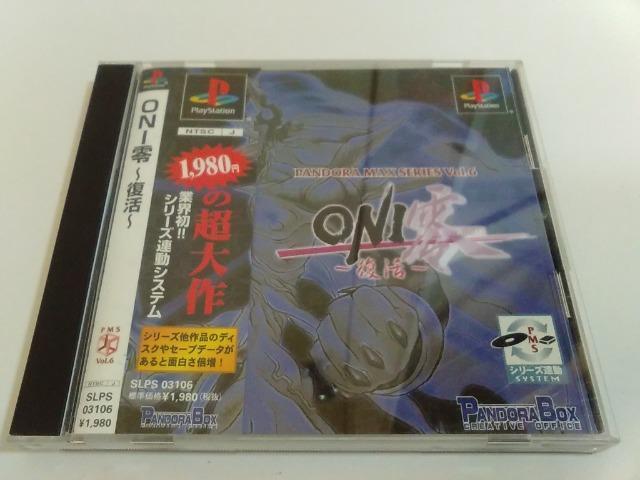 PlayStation
ONI零 ～復活～
PMS
Vol.6
NTSC J
SLPS
03106
¥1,980
PlayStation
NTSC J
1,980円
の超大作
業界初!!
シリーズ連動システム
シリーズ他作品のディ
スクやセーブデータが
あると面白さ倍増!
SLPS 03106
標準価格¥1,980(税抜)
PANDORA BOX
PlayStation
PANDORA MAX SERIES Vol.6
ONI零
～復活～
PMS
シリーズ連動
SYSTEM
PANDORA BOX
CREATIVE OFFICE